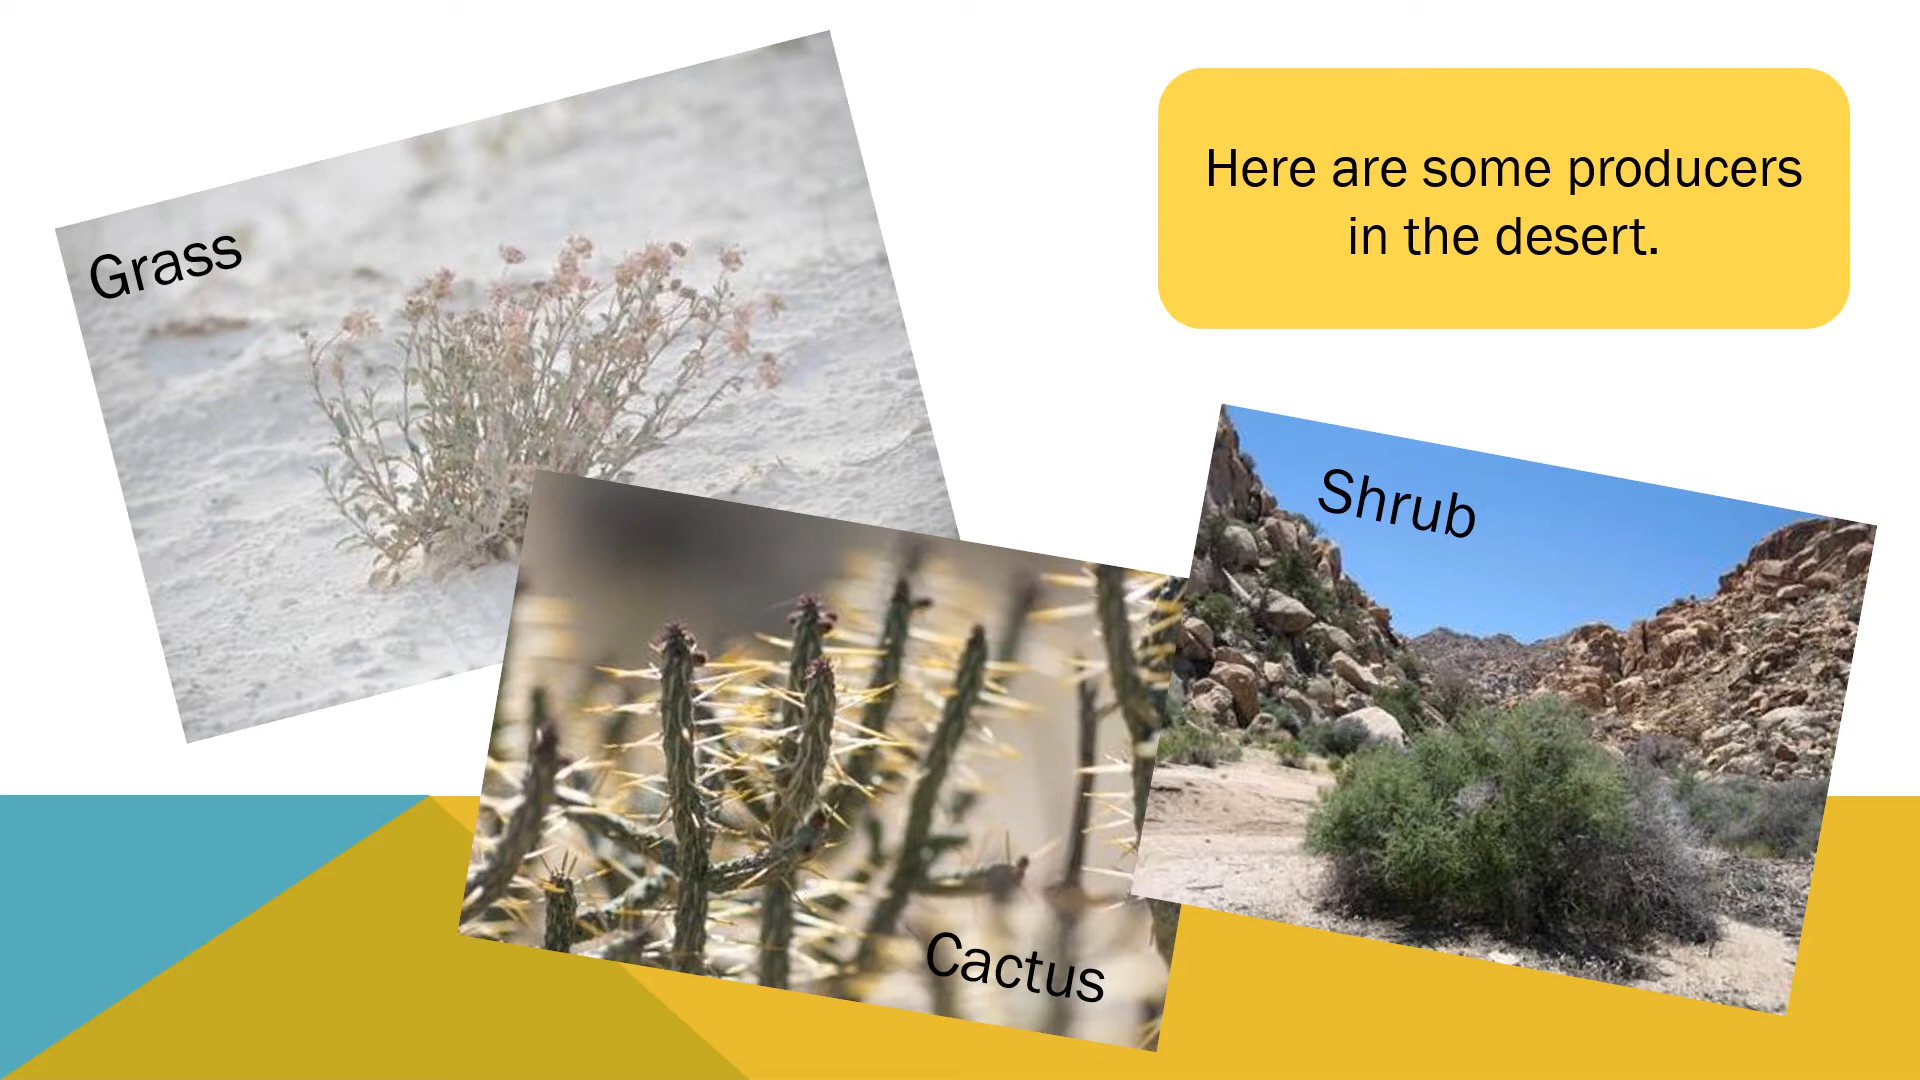 Here are some producers
in the desert.
Grass
Shrub
Cactus